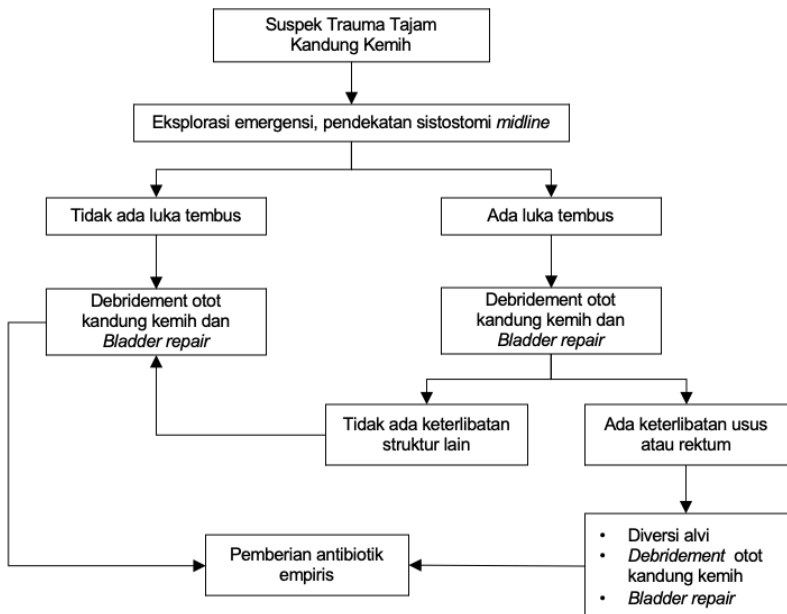 Suspek Trauma Tajam
Kandung Kemih
Eksplorasi emergensi, pendekatan sistostomi midline
Tidak ada luka tembus
Ada luka tembus
Debridement otot
kandung kemih dan
Bladder repair
Debridement otot
kandung kemih dan
Bladder repair
Tidak ada keterlibatan
struktur lain
Ada keterlibatan usus
atau rektum
Pemberian antibiotik
empiris
• Diversi alvi
• Debridement otot
kandung kemih
• Bladder repair